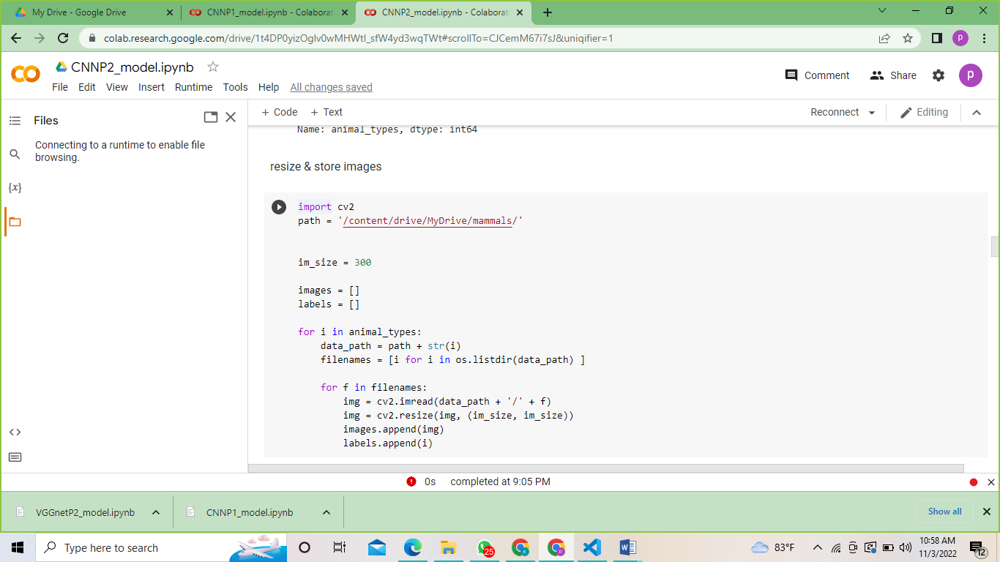 My Drive - Google Drive
CNNP1_model.ipynb - Colaborat
CNNP2_model.ipynb - Colaborat
colab.research.google.com/drive/1t4DP0yizOglv0wMHWtl_sfW4yd3wqTWt#scrollTo=CJCemM67i7sJ&uniqifier=1
P
CNNP2_model.ipynb
Comment
Share
P
File Edit View Insert Runtime Tools Help All changes saved
Files
+ Code + Text
Reconnect
Editing
Connecting to a runtime to enable file
browsing.
{x}
Name: animal_types, dtype: int64
resize & store images
import cv2
path = '/content/drive/MyDrive/mammals/'
im_size = 300
images = []
labels = []
for i in animal_types:
data_path = path + str(i)
filenames = [i for i in os.listdir(data_path) ]
for f in filenames:
img = cv2.imread(data_path + '/' + f)
img = cv2.resize(img, (im_size, im_size))
images.append(img)
labels.append(i)
0s completed at 9:05 PM
VGGnetP2_model.ipynb
CNNP1_model.ipynb
Show all
Type here to search
25
83°F
10:58 AM
11/3/2022
12